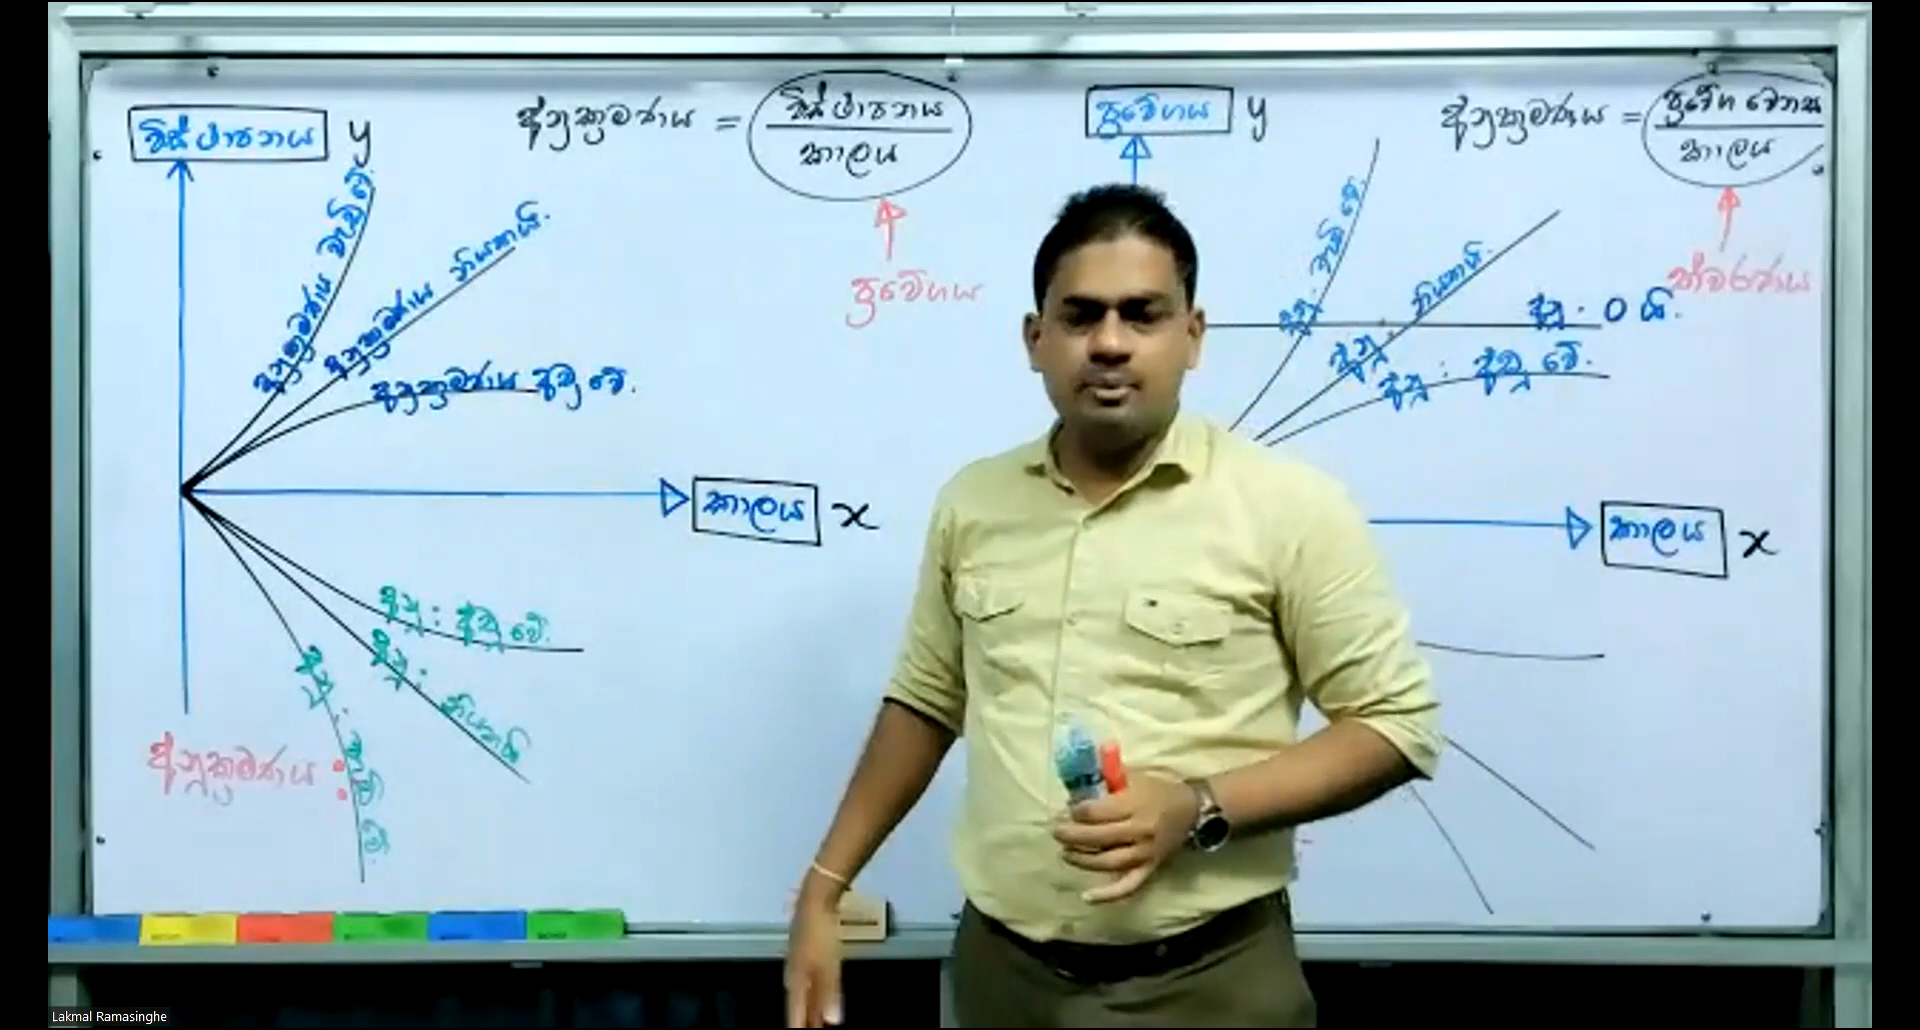 විස්ථාපනය y
අනුක්‍රමණය = විස්ථාපනය
කාලය
ප්‍රවේගය
අනුක්‍රමණය වැඩි වේ.
අනුක්‍රමණය නියතයි.
අනුක්‍රමණය අඩු වේ.
කාලය x
අනු: අඩු වේ.
අනු: නියතයි
අනුක්‍රමණය :
ප්‍රවේගය y
අනුක්‍රමණය = ප්‍රවේග වෙනස
කාලය
ත්වරණය
අනු. වැඩි වේ.
අනු. නියතයි.
අනු. 0 යි.
අනු: අඩු වේ.
කාලය x
Lakmal Ramasinghe